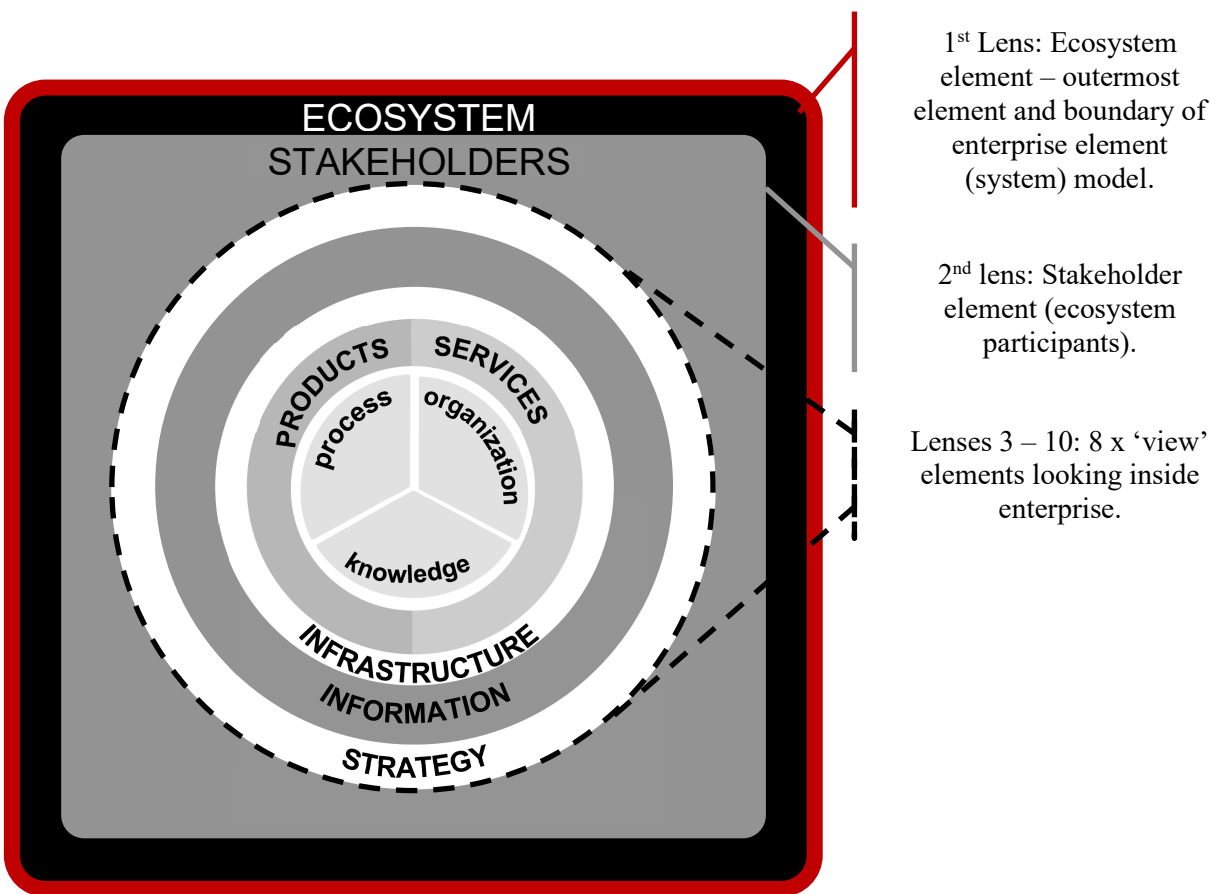 ECOSYSTEM
STAKEHOLDERS
PRODUCTS
SERVICES
process
organization
knowledge
INFRASTRUCTURE
INFORMATION
STRATEGY
1st Lens: Ecosystem
element – outermost
element and boundary of
enterprise element
(system) model.
2nd lens: Stakeholder
element (ecosystem
participants).
Lenses 3 – 10: 8 x ‘view’
elements looking inside
enterprise.